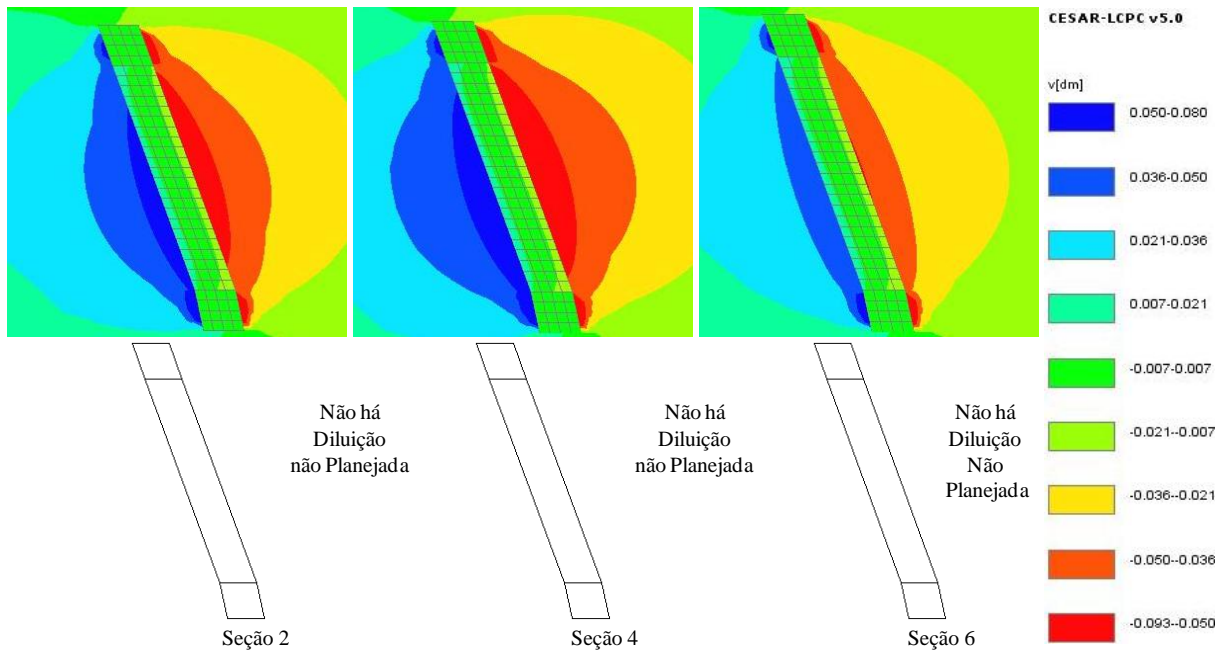 CESAR-LCPC v5.0
v[dm]
0.050-0.080
0.036-0.050
0.021-0.036
0.007-0.021
-0.007-0.007
-0.021--0.007
-0.036--0.021
-0.050--0.036
-0.093--0.050
Não há
Diluição
não Planejada
Seção 2
Não há
Diluição
não Planejada
Seção 4
Não há
Diluição
Não
Planejada
Seção 6